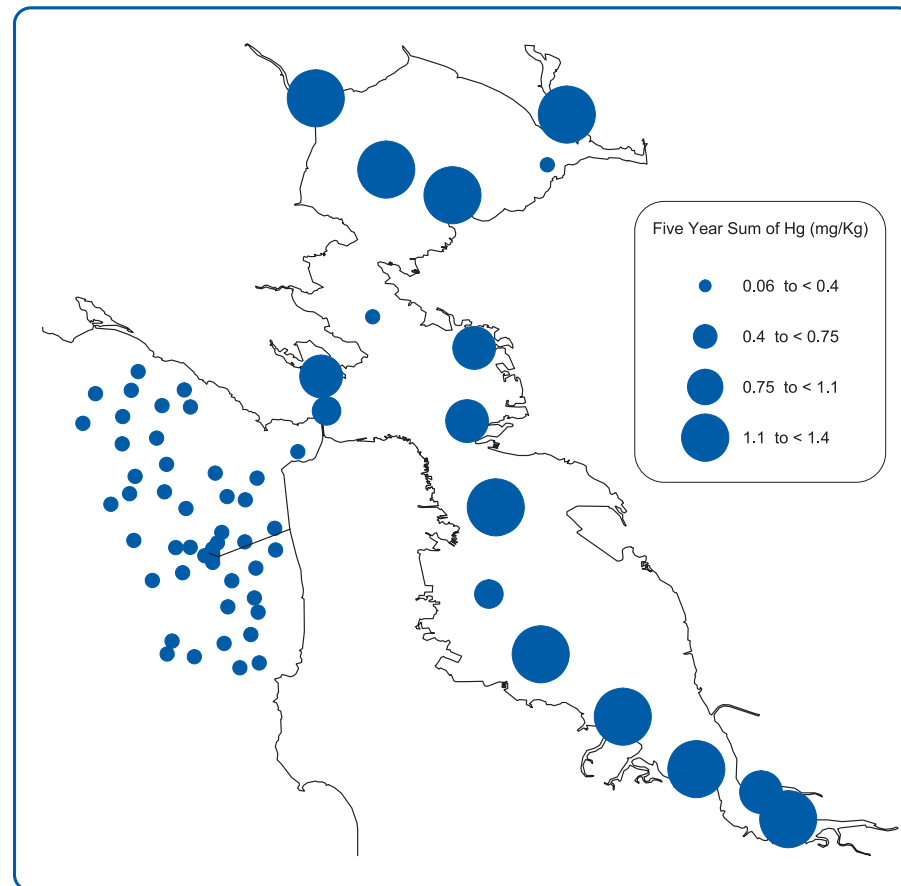 Five Year Sum of Hg (mg/Kg)
0.06 to < 0.4
0.4 to < 0.75
0.75 to < 1.1
1.1 to < 1.4